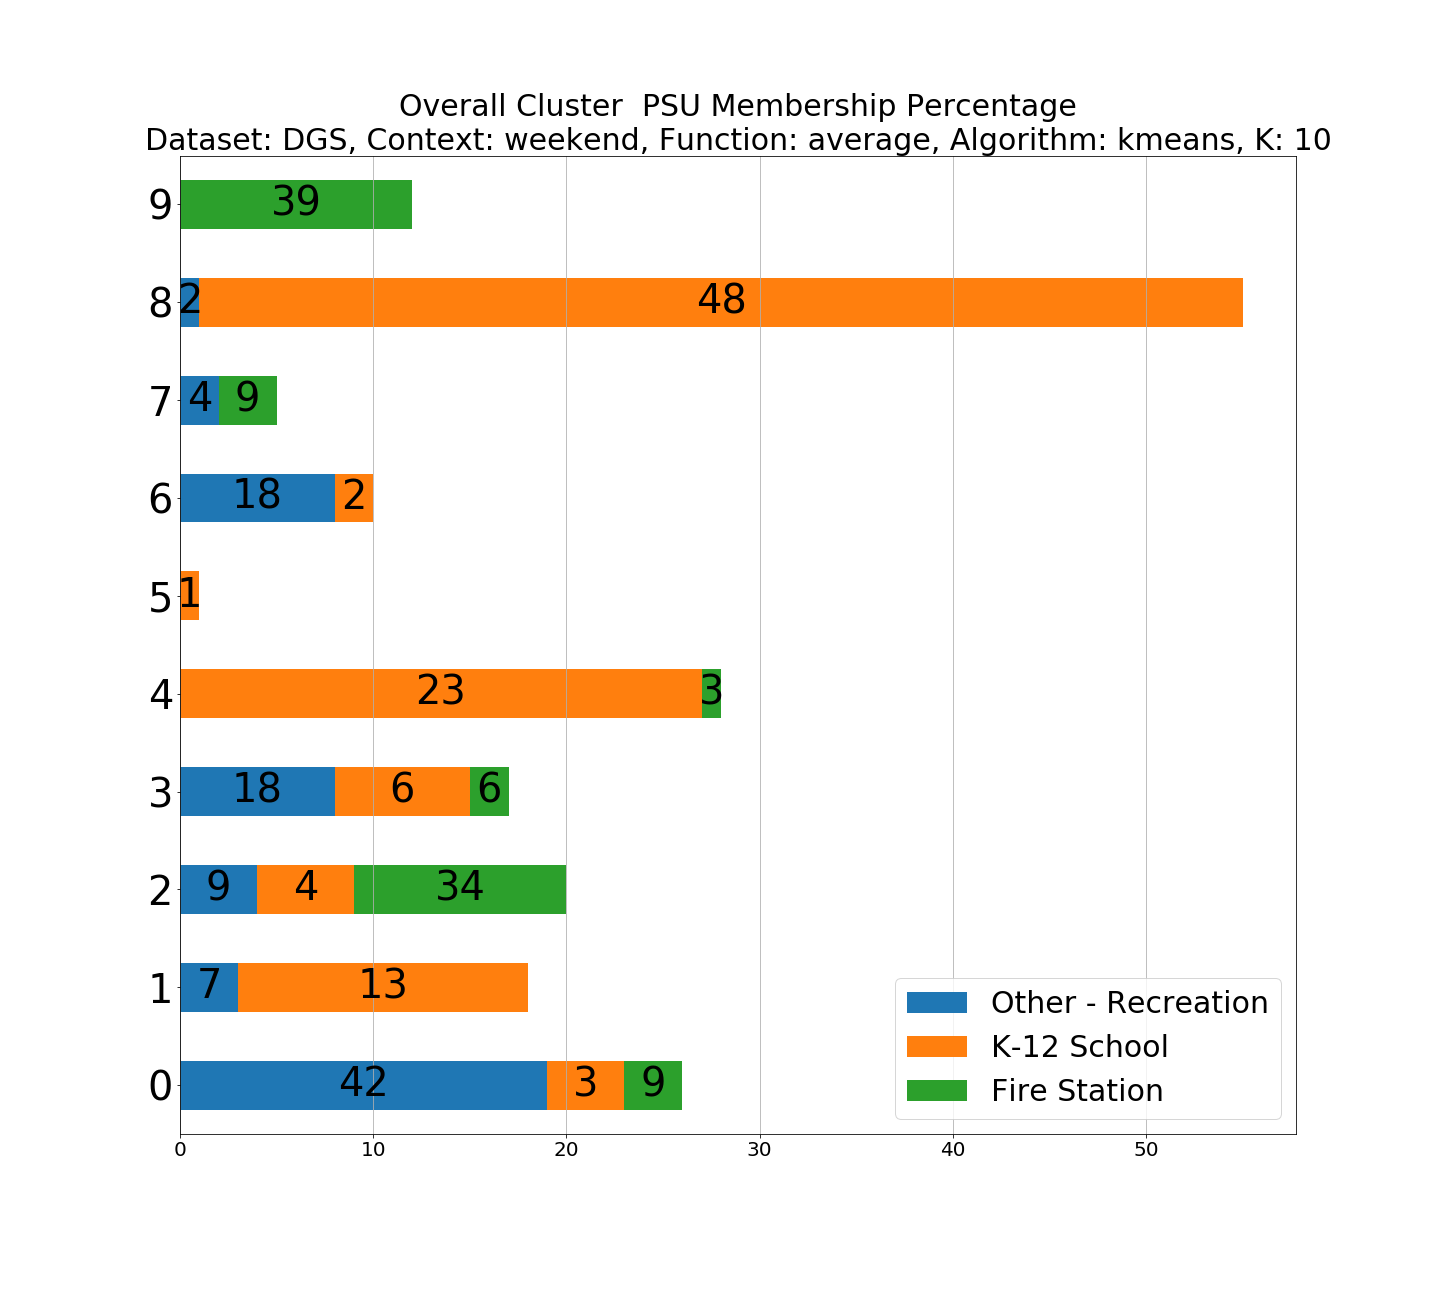 Overall Cluster  PSU Membership Percentage
Dataset: DGS, Context: weekend, Function: average, Algorithm: kmeans, K: 10
9 39
8 2 48
7 4 9
6 18 2
5 1
4 23 3
3 18 6 6
2 9 4 34
1 7 13
0 42 3 9
Other - Recreation
K-12 School
Fire Station
0 10 20 30 40 50